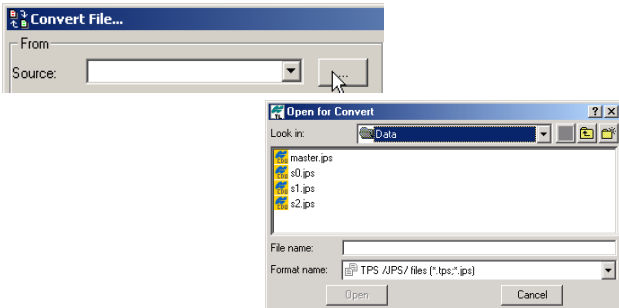 Convert File...
From
Source:
...
Open for Convert
Look in: Data
master.jps
s0.jps
s1.jps
s2.jps
File name:
Format name: TPS /JPS/ files (*.tps;*.jps)
Open Cancel